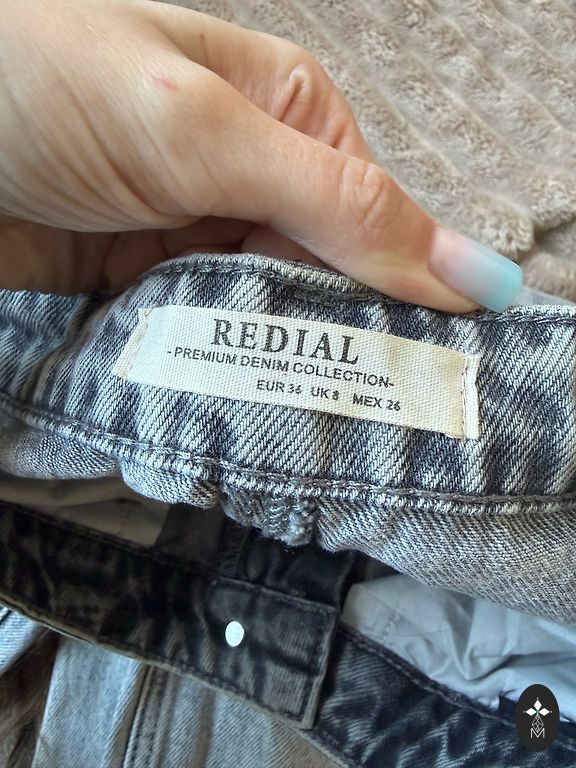 REDIAL
-PREMIUM DENIM COLLECTION-
EUR 36 UK 8 MEX 26
M